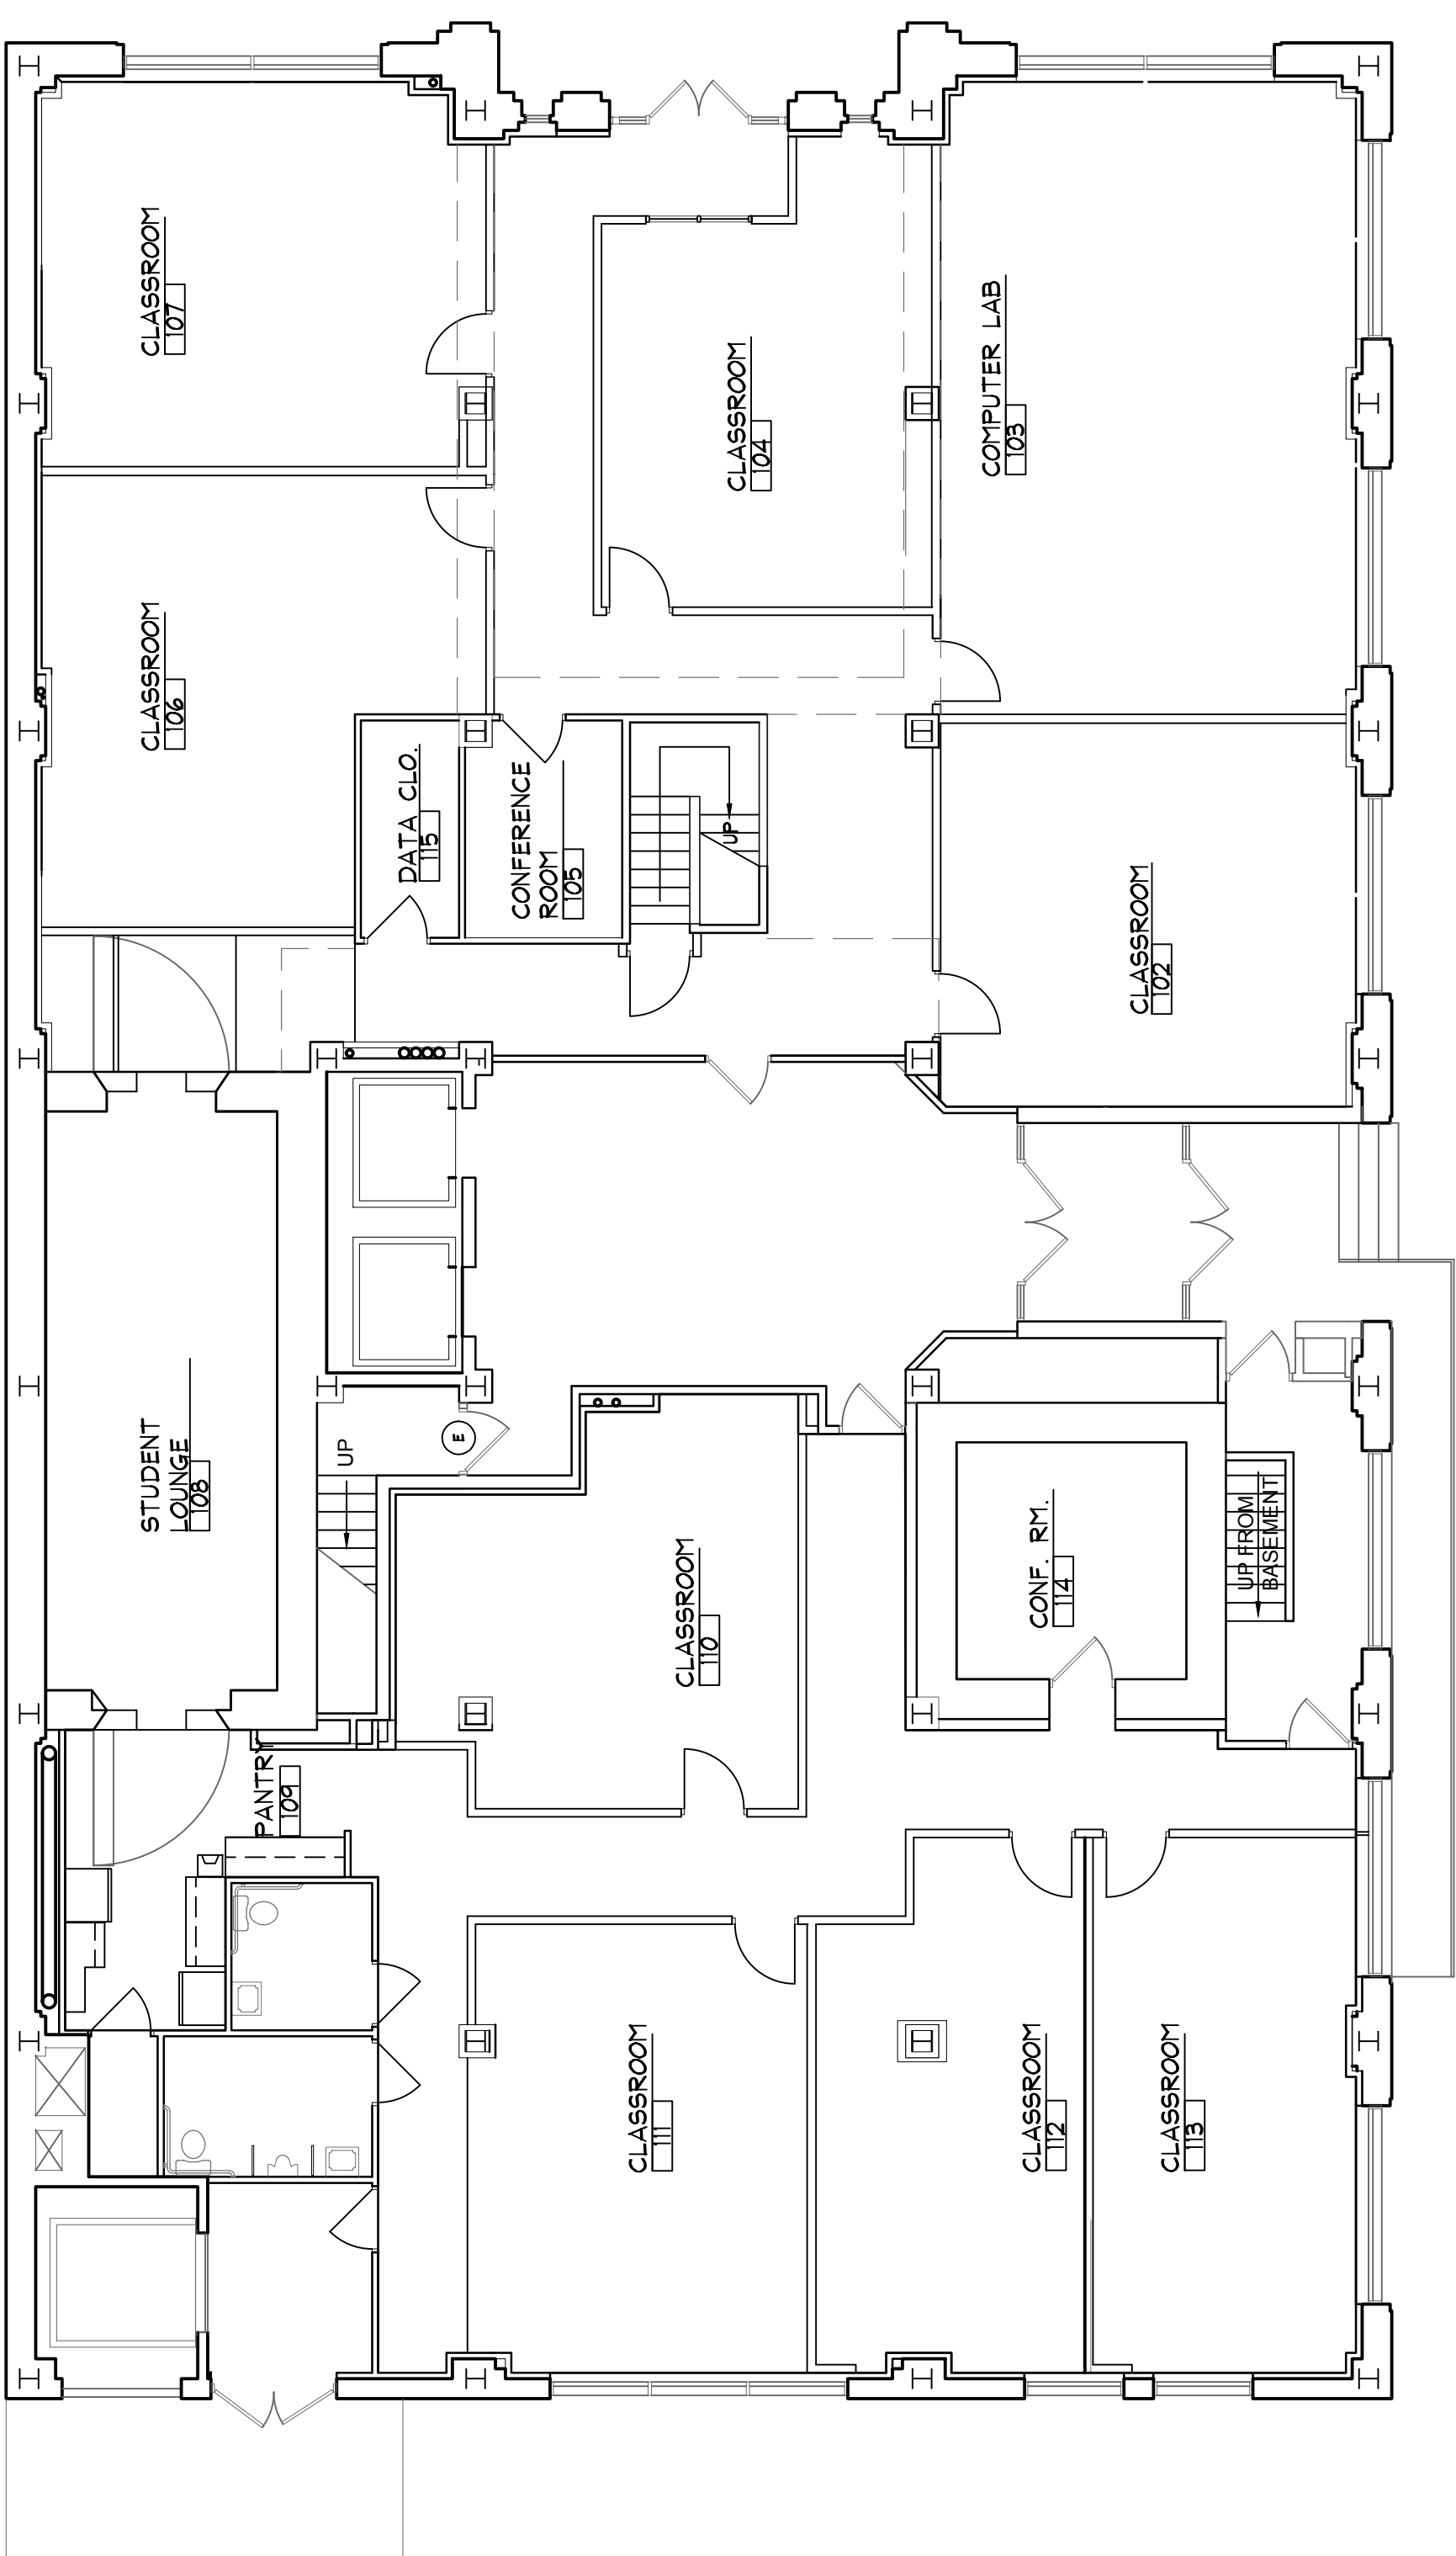 CLASSROOM
107
CLASSROOM
104
COMPUTER LAB
103
CLASSROOM
106
DATA CLO.
115
CONFERENCE
ROOM
105
UP
CLASSROOM
102
STUDENT
LOUNGE
108
UP
E
CLASSROOM
110
CONF. RM.
114
UP FROM
BASEMENT
PANTRY
109
CLASSROOM
111
CLASSROOM
112
CLASSROOM
113